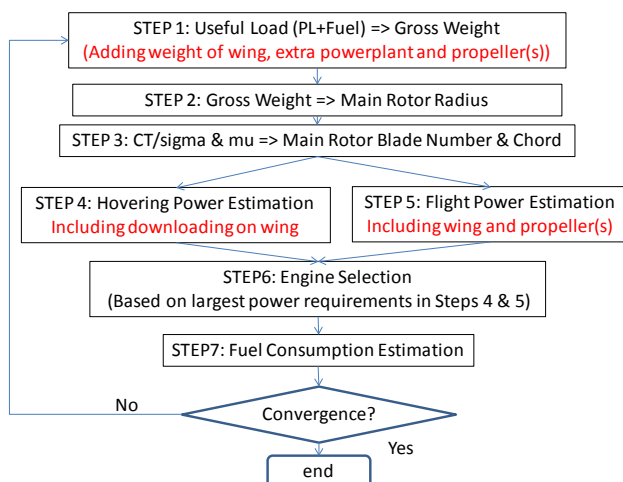 STEP 1: Useful Load (PL+Fuel) => Gross Weight
(Adding weight of wing, extra powerplant and propeller(s))
STEP 2: Gross Weight => Main Rotor Radius
STEP 3: CT/sigma & mu => Main Rotor Blade Number & Chord
STEP 4: Hovering Power Estimation
Including downloading on wing
STEP 5: Flight Power Estimation
Including wing and propeller(s)
STEP6: Engine Selection
(Based on largest power requirements in Steps 4 & 5)
STEP7: Fuel Consumption Estimation
No
Convergence?
Yes
end